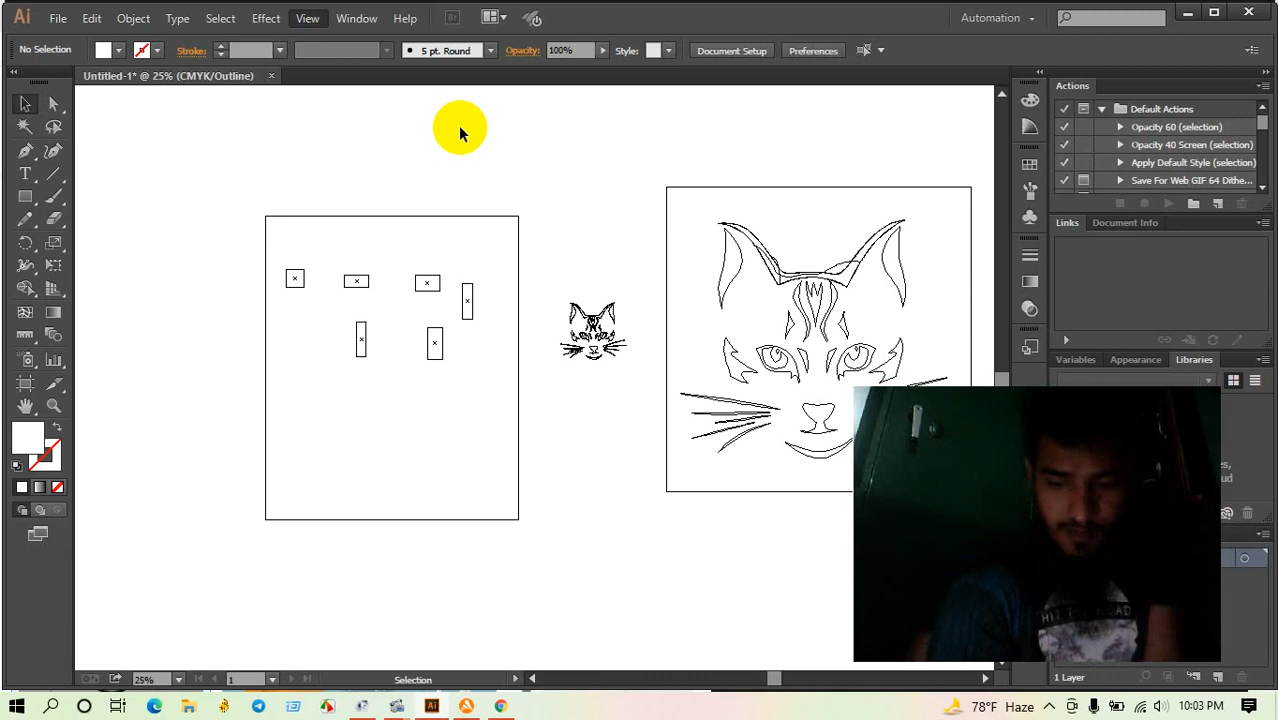 Ai File Edit Object Type Select Effect View Window Help Br Automation
No Selection Stroke: 5 pt. Round Opacity: 100% Style: Document Setup Preferences
Untitled-1* @ 25% (CMYK/Outline)
Actions
Default Actions
Opacity 60 (selection)
Opacity 40 Screen (selection)
Apply Default Style (selection)
Save For Web GIF 64 Dithe...
Links Document Info
Variables Appearance Libraries
1 Layer
25% 1 Selection
78°F Haze 10:03 PM